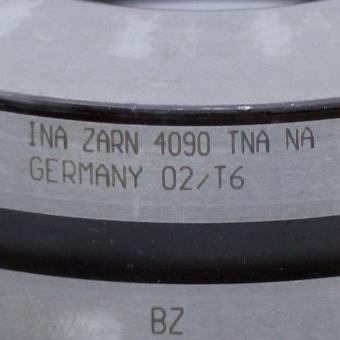 INA ZARN 4090 TNA NA
GERMANY 02/T6
BZ